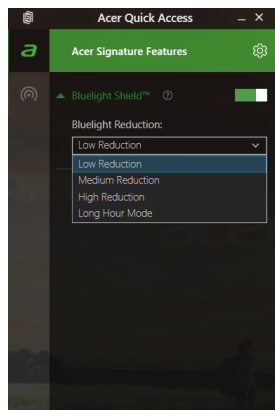 Acer Quick Access
a
Acer Signature Features
Bluelight Shield™ ?
Bluelight Reduction:
Low Reduction
Low Reduction
Medium Reduction
High Reduction
Long Hour Mode
acer